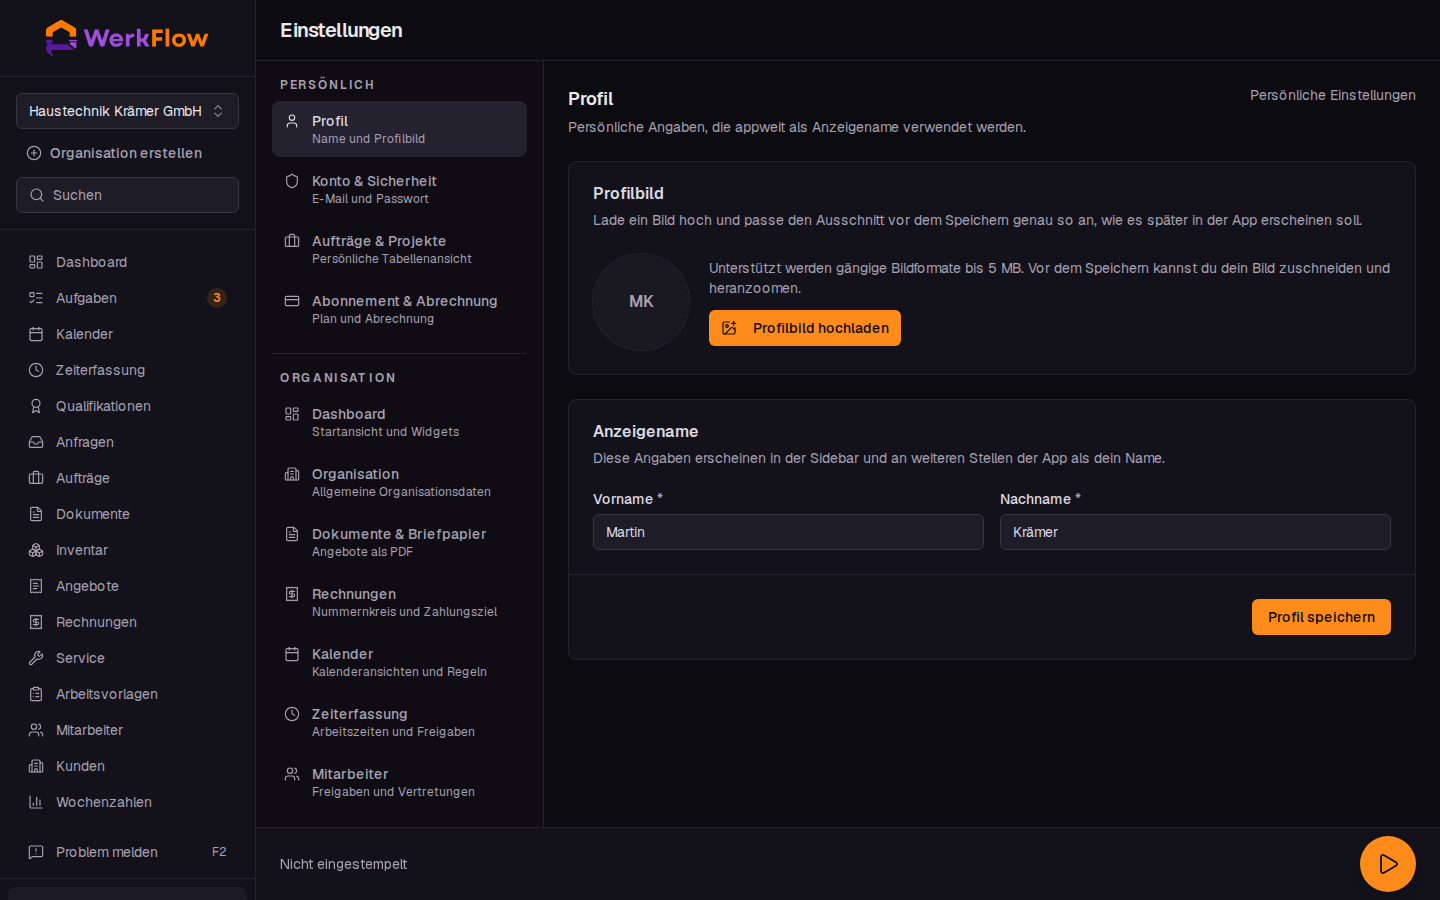 WerkFlow
Haustechnik Krämer GmbH
Organisation erstellen
Suchen
Dashboard
Aufgaben 3
Kalender
Zeiterfassung
Qualifikationen
Anfragen
Aufträge
Dokumente
Inventar
Angebote
Rechnungen
Service
Arbeitsvorlagen
Mitarbeiter
Kunden
Wochenzahlen
Problem melden F2
Einstellungen
PERSÖNLICH
Profil
Name und Profilbild
Konto & Sicherheit
E-Mail und Passwort
Aufträge & Projekte
Persönliche Tabellenansicht
Abonnement & Abrechnung
Plan und Abrechnung
ORGANISATION
Dashboard
Startansicht und Widgets
Organisation
Allgemeine Organisationsdaten
Dokumente & Briefpapier
Angebote als PDF
Rechnungen
Nummernkreis und Zahlungsziel
Kalender
Kalenderansichten und Regeln
Zeiterfassung
Arbeitszeiten und Freigaben
Mitarbeiter
Freigaben und Vertretungen
Profil
Persönliche Einstellungen
Persönliche Angaben, die appweit als Anzeigename verwendet werden.
Profilbild
Lade ein Bild hoch und passe den Ausschnitt vor dem Speichern genau so an, wie es später in der App erscheinen soll.
MK
Unterstützt werden gängige Bildformate bis 5 MB. Vor dem Speichern kannst du dein Bild zuschneiden und
heranzoomen.
Profilbild hochladen
Anzeigename
Diese Angaben erscheinen in der Sidebar und an weiteren Stellen der App als dein Name.
Vorname * Nachname *
Martin Krämer
Profil speichern
Nicht eingestempelt